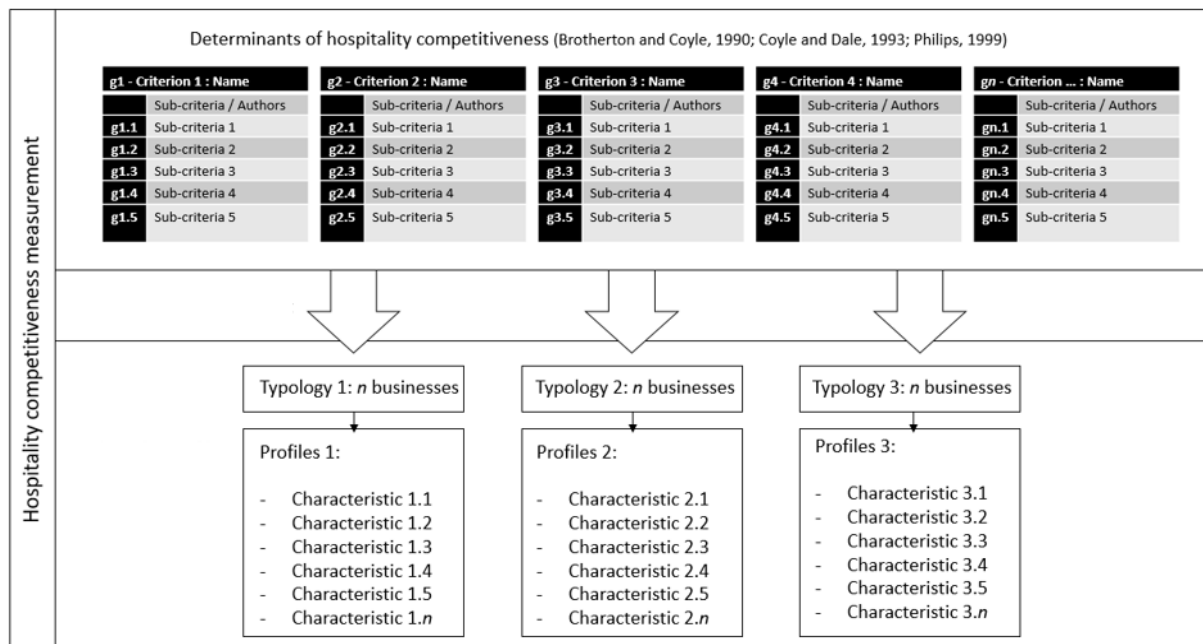 Hospitality competitiveness measurement
Determinants of hospitality competitiveness (Brotherton and Coyle, 1990; Coyle and Dale, 1993; Philips, 1999)
g1 - Criterion 1 : Name
Sub-criteria / Authors
g1.1 Sub-criteria 1
g1.2 Sub-criteria 2
g1.3 Sub-criteria 3
g1.4 Sub-criteria 4
g1.5 Sub-criteria 5
g2 - Criterion 2 : Name
Sub-criteria / Authors
g2.1 Sub-criteria 1
g2.2 Sub-criteria 2
g2.3 Sub-criteria 3
g2.4 Sub-criteria 4
g2.5 Sub-criteria 5
g3 - Criterion 3 : Name
Sub-criteria / Authors
g3.1 Sub-criteria 1
g3.2 Sub-criteria 2
g3.3 Sub-criteria 3
g3.4 Sub-criteria 4
g3.5 Sub-criteria 5
g4 - Criterion 4 : Name
Sub-criteria / Authors
g4.1 Sub-criteria 1
g4.2 Sub-criteria 2
g4.3 Sub-criteria 3
g4.4 Sub-criteria 4
g4.5 Sub-criteria 5
gn - Criterion ... : Name
Sub-criteria / Authors
gn.1 Sub-criteria 1
gn.2 Sub-criteria 2
gn.3 Sub-criteria 3
gn.4 Sub-criteria 4
gn.5 Sub-criteria 5
Typology 1: n businesses
Profiles 1:
- Characteristic 1.1
- Characteristic 1.2
- Characteristic 1.3
- Characteristic 1.4
- Characteristic 1.5
- Characteristic 1.n
Typology 2: n businesses
Profiles 2:
- Characteristic 2.1
- Characteristic 2.2
- Characteristic 2.3
- Characteristic 2.4
- Characteristic 2.5
- Characteristic 2.n
Typology 3: n businesses
Profiles 3:
- Characteristic 3.1
- Characteristic 3.2
- Characteristic 3.3
- Characteristic 3.4
- Characteristic 3.5
- Characteristic 3.n